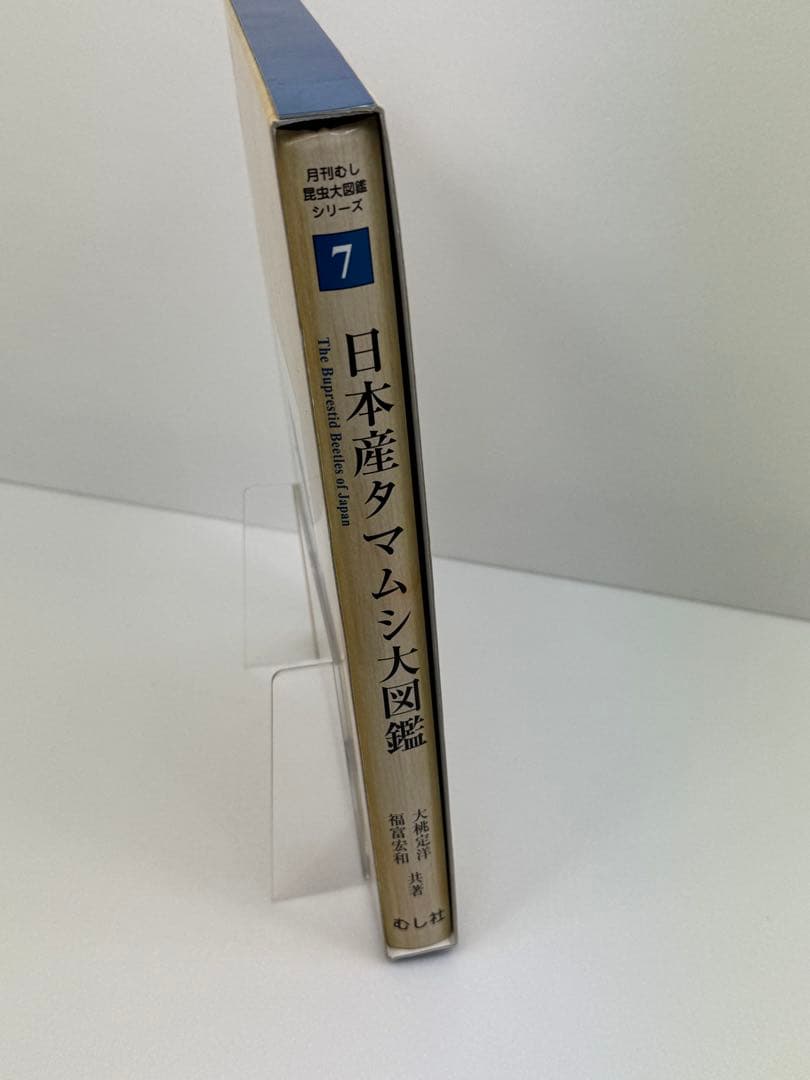 月刊むし
昆虫大図鑑
シリーズ
7
日本産タマムシ大図鑑
The Buprestid Beetles of Japan
大桃定洋
福富宏和 共著
むし社